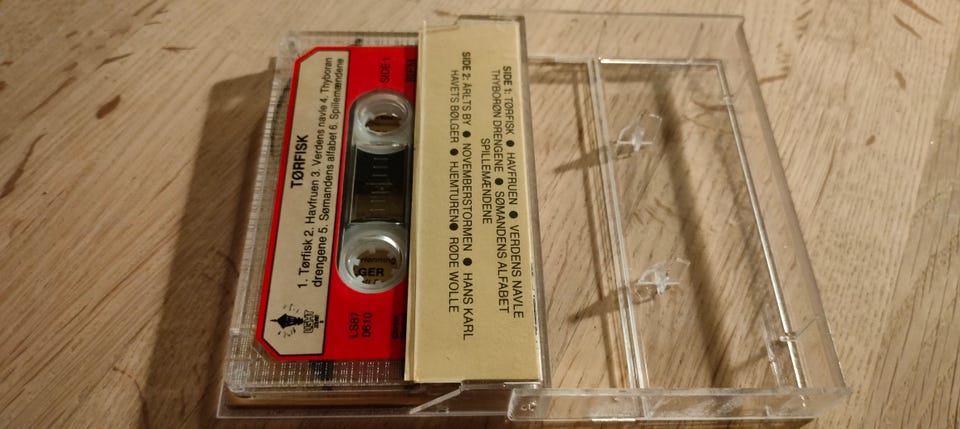 TØRFISK
1. Tørfisk 2. Havfruen 3. Verdens navle 4. Thyborøn
drengene 5. Sømandens alfabet 6. Spillemændene
SIDE 1
LS87
0610
GER
SIDE 1: TØRFISK ● HAVFRUEN ● VERDENS NAVLE
THYBORØN DRENGENE ● SØMANDENS ALFABET
SPILLEMÆNDENE
SIDE 2: ÅRLTS BY ● NOVEMBERSTORMEN ● HANS KARL
HAVETS BØLGER ● HJEMTUREN● RØDE WOLLE